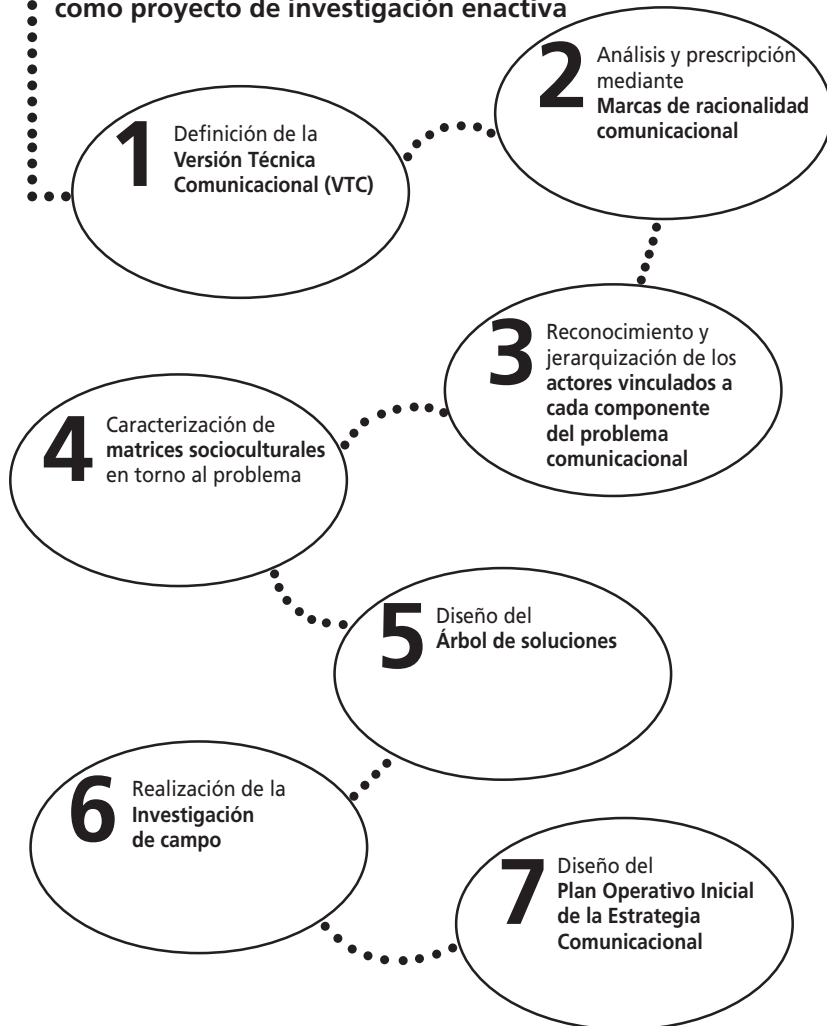 como proyecto de investigación enactiva
1
Definición de la
Versión Técnica
Comunicacional (VTC)
2
Análisis y prescripción
mediante
Marcas de racionalidad
comunicacional
3
Reconocimiento y
jerarquización de los
actores vinculados a
cada componente
del problema
comunicacional
4
Caracterización de
matrices socioculturales
en torno al problema
5
Diseño del
Árbol de soluciones
6
Realización de la
Investigación
de campo
7
Diseño del
Plan Operativo Inicial
de la Estrategia
Comunicacional